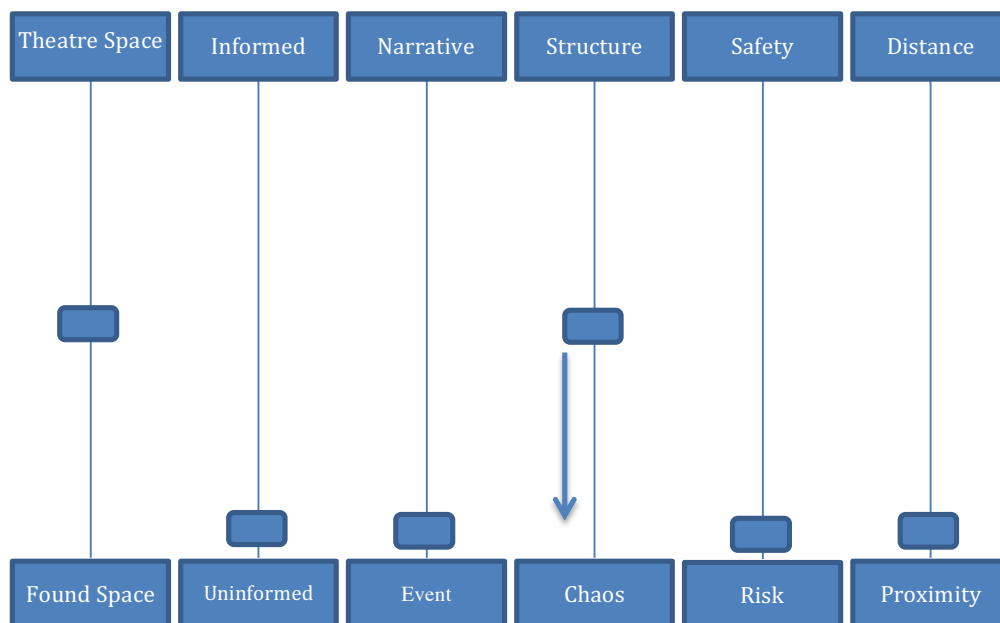 Theatre Space
Informed
Narrative
Structure
Safety
Distance
Found Space
Uninformed
Event
Chaos
Risk
Proximity